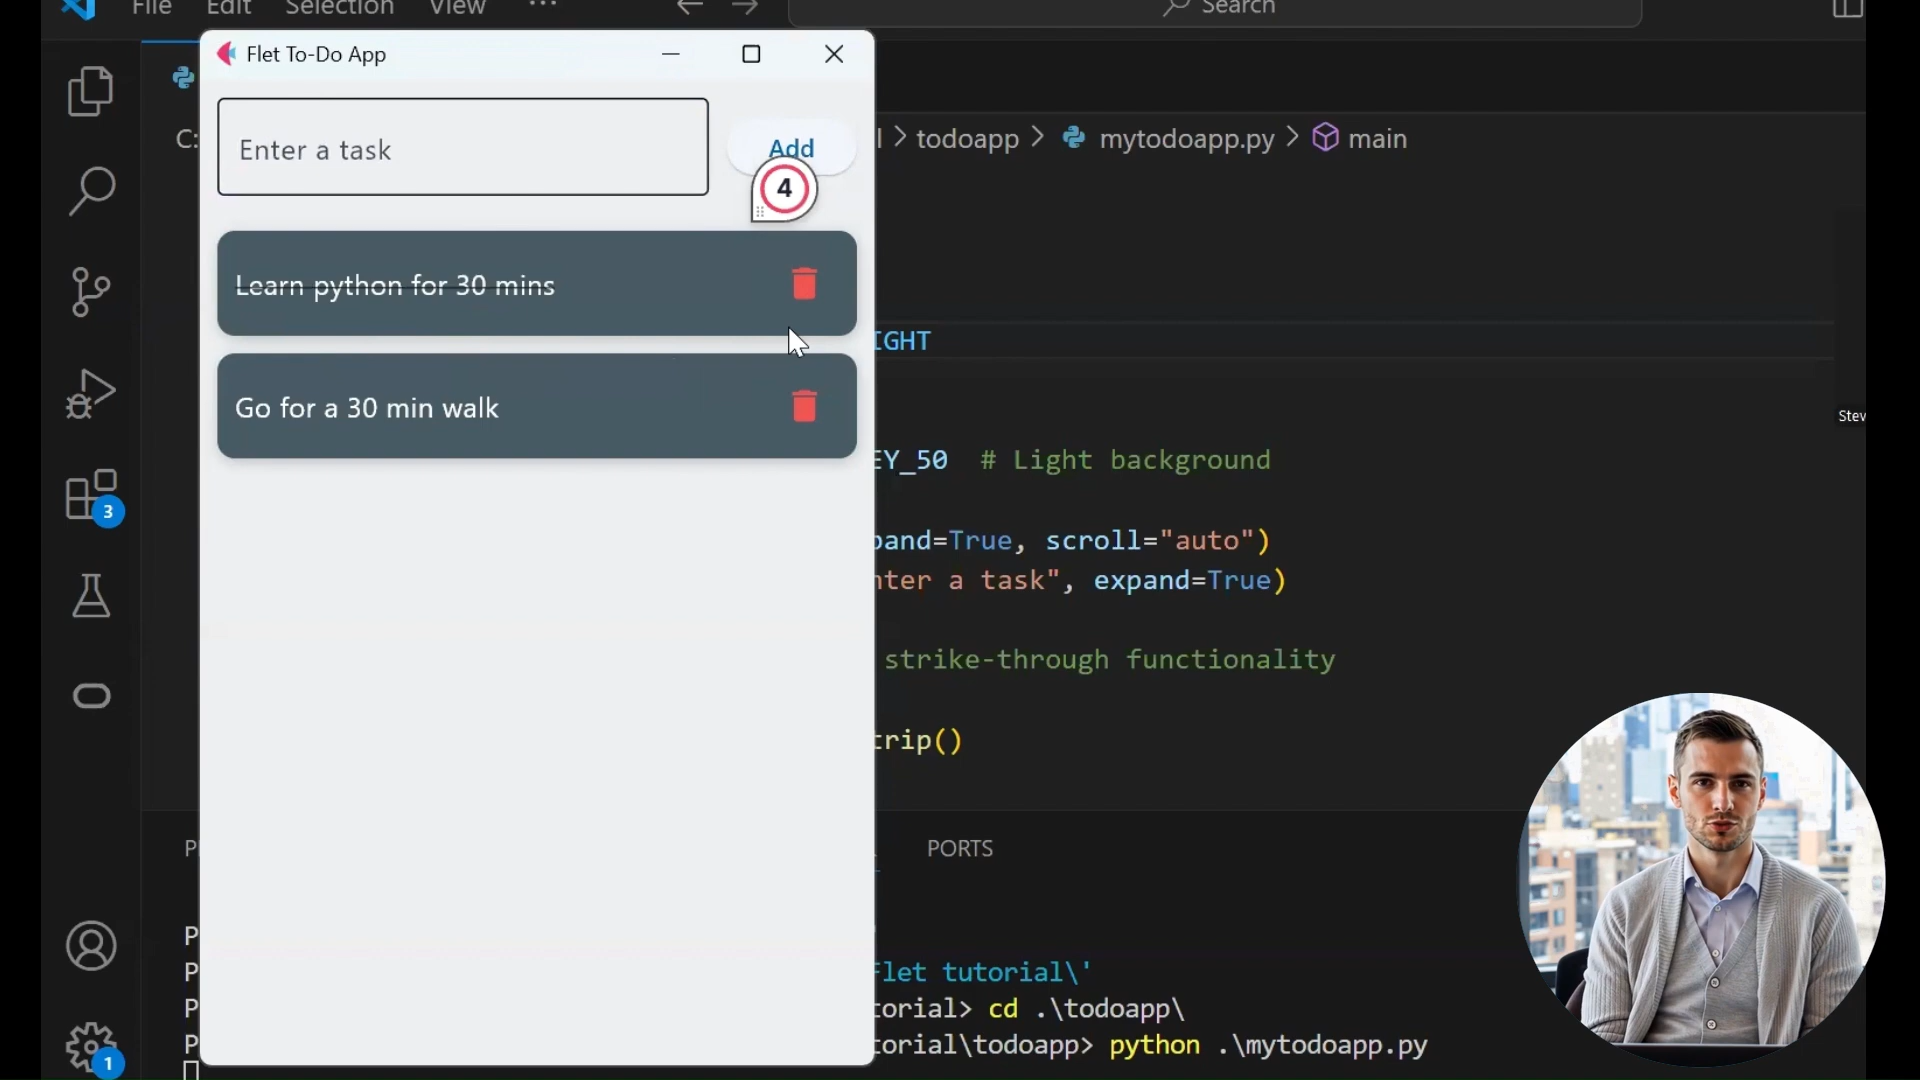 File Edit Selection View ... Search
Flet To-Do App
Enter a task
Add
4
C: > todoapp > mytodoapp.py > main
Learn python for 30 mins
IGHT
Stev
Go for a 30 min walk
EY_50 # Light background
3
pand=True, scroll="auto")
nter a task", expand=True)
strike-through functionality
trip()
P PORTS
P
P Flet tutorial\'
P torial> cd .\todoapp\
P torial\todoapp> python .\mytodoapp.py
1